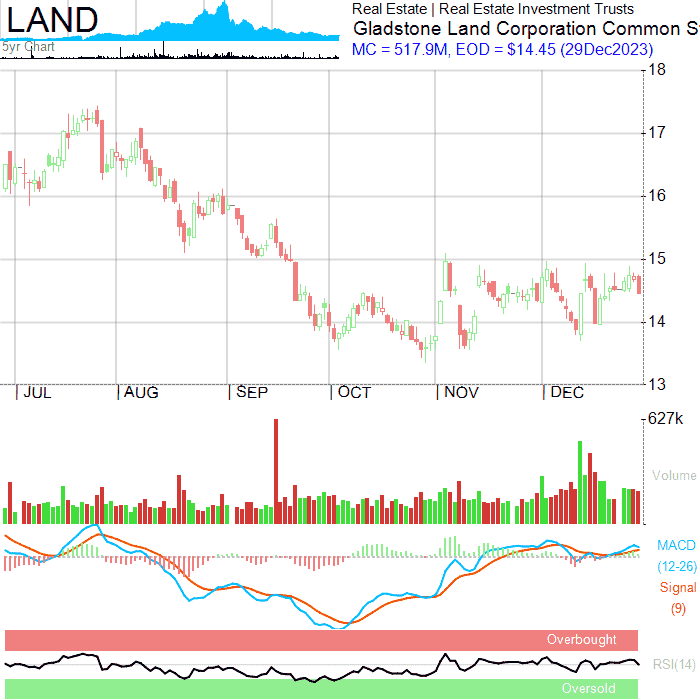 LAND
5yr Chart
Real Estate | Real Estate Investment Trusts
Gladstone Land Corporation Common S
MC = 517.9M, EOD = $14.45 (29Dec2023)
18
17
16
15
14
13
JUL AUG SEP OCT NOV DEC
627k
Volume
MACD
(12-26)
Signal
(9)
Overbought
RSI(14)
Oversold